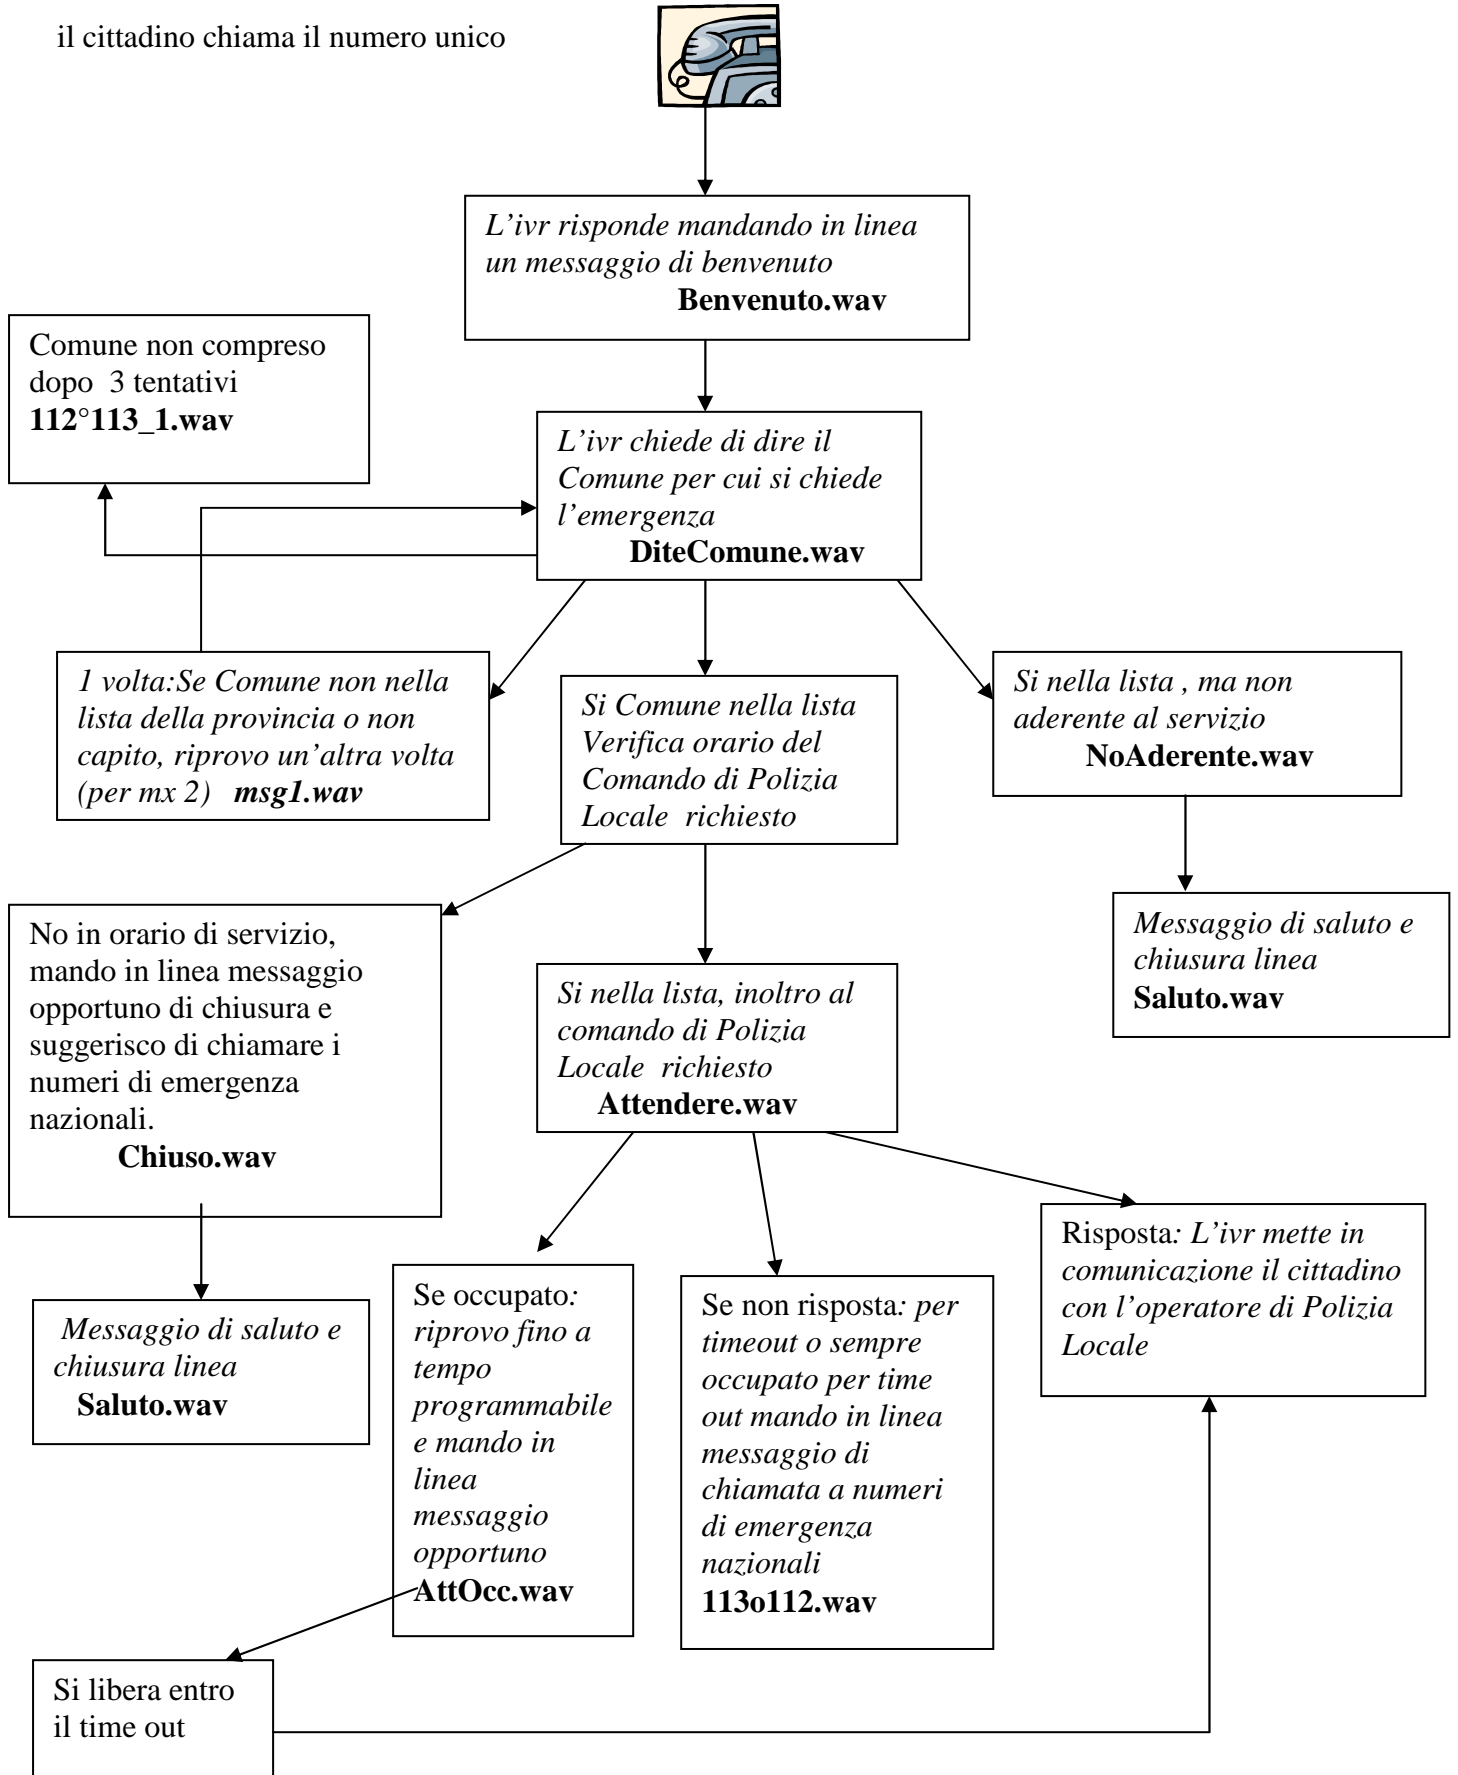 il cittadino chiama il numero unico
L’ivr risponde mandando in linea
un messaggio di benvenuto
Benvenuto.wav
Comune non compreso
dopo  3 tentativi
112°113_1.wav
L’ivr chiede di dire il
Comune per cui si chiede
l’emergenza
DiteComune.wav
1 volta:Se Comune non nella
lista della provincia o non
capito, riprovo un’altra volta
(per mx 2)   msg1.wav
Si Comune nella lista
Verifica orario del
Comando di Polizia
Locale  richiesto
Si nella lista , ma non
aderente al servizio
NoAderente.wav
Messaggio di saluto e
chiusura linea
Saluto.wav
No in orario di servizio,
mando in linea messaggio
opportuno di chiusura e
suggerisco di chiamare i
numeri di emergenza
nazionali.
Chiuso.wav
Si nella lista, inoltro al
comando di Polizia
Locale  richiesto
Attendere.wav
Messaggio di saluto e
chiusura linea
Saluto.wav
Se occupato:
riprovo fino a
tempo
programmabile
e mando in
linea
messaggio
opportuno
AttOcc.wav
Se non risposta: per
timeout o sempre
occupato per time
out mando in linea
messaggio di
chiamata a numeri
di emergenza
nazionali
113o112.wav
Risposta: L’ivr mette in
comunicazione il cittadino
con l’operatore di Polizia
Locale
Si libera entro
il time out